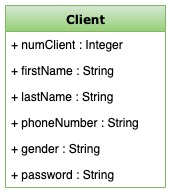 Client
+ numClient : Integer
+ firstName : String
+ lastName : String
+ phoneNumber : String
+ gender : String
+ password : String